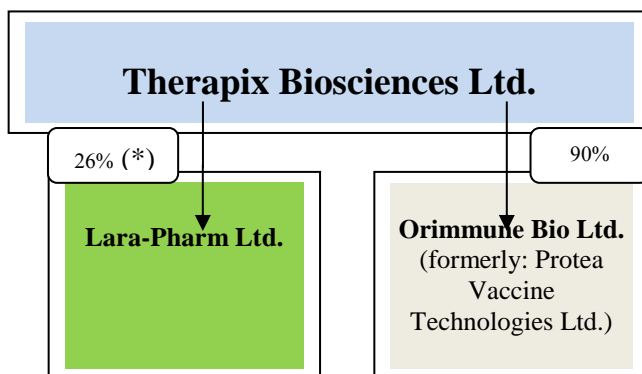 Therapix Biosciences Ltd.
26% (*)
90%
Lara-Pharm Ltd.
Orimmune Bio Ltd.
(formerly: Protea
Vaccine
Technologies Ltd.)